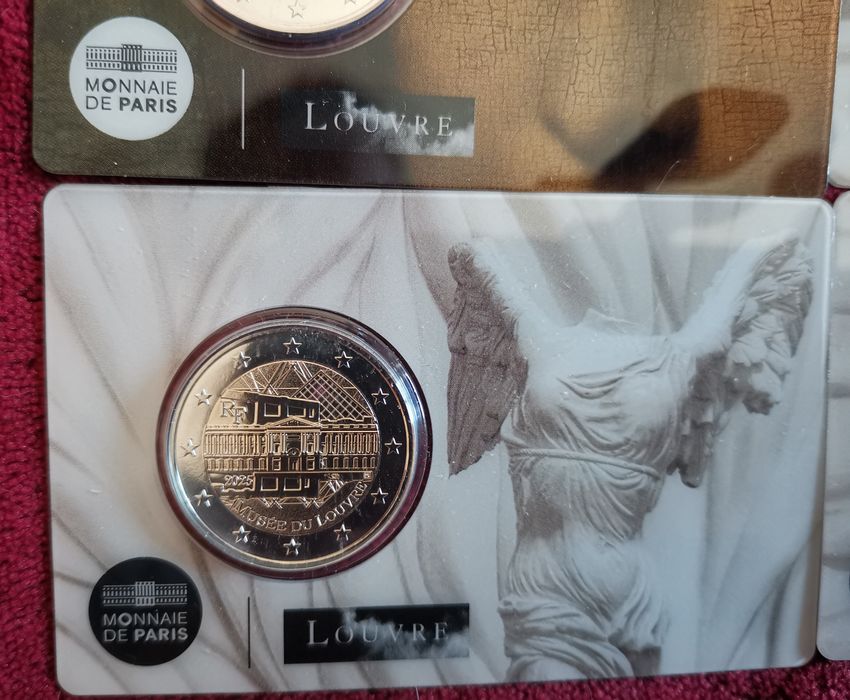 MONNAIE
DE PARIS
LOUVRE
RF
2025
MUSÉE DU LOUVRE
MONNAIE
DE PARIS
LOUVRE